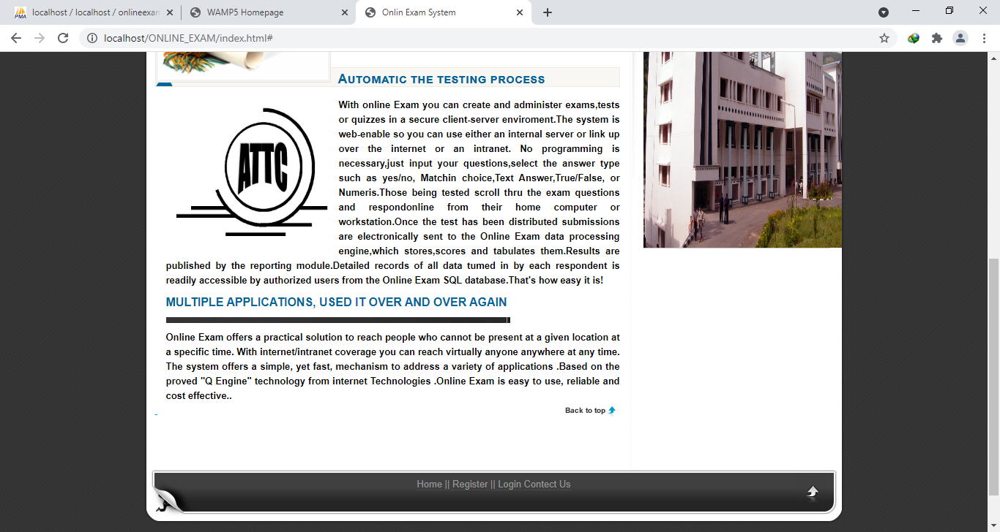 localhost / localhost / onlineexam
WAMP5 Homepage
Onlin Exam System
localhost/ONLINE_EXAM/index.html#
AUTOMATIC THE TESTING PROCESS
With online Exam you can create and administer exams,tests
or quizzes in a secure client-server enviroment.The system is
web-enable so you can use either an internal server or link up
over the internet or an intranet. No programming is
necessary,just input your questions,select the answer type
such as yes/no, Matchin choice,Text Answer,True/False, or
Numeris.Those being tested scroll thru the exam questions
and respondonline from their home computer or
workstation.Once the test has been distributed submissions
are electronically sent to the Online Exam data processing
engine,which stores,scores and tabulates them.Results are
published by the reporting module.Detailed records of all data tumed in by each respondent is
readily accessible by authorized users from the Online Exam SQL database.That's how easy it is!
ATTC
MULTIPLE APPLICATIONS, USED IT OVER AND OVER AGAIN
Online Exam offers a practical solution to reach people who cannot be present at a given location at
a specific time. With internet/intranet coverage you can reach virtually anyone anywhere at any time.
The system offers a simple, yet fast, mechanism to address a variety of applications .Based on the
proved "Q Engine" technology from internet Technologies .Online Exam is easy to use, reliable and
cost effective..
Back to top
Home || Register || Login Contect Us